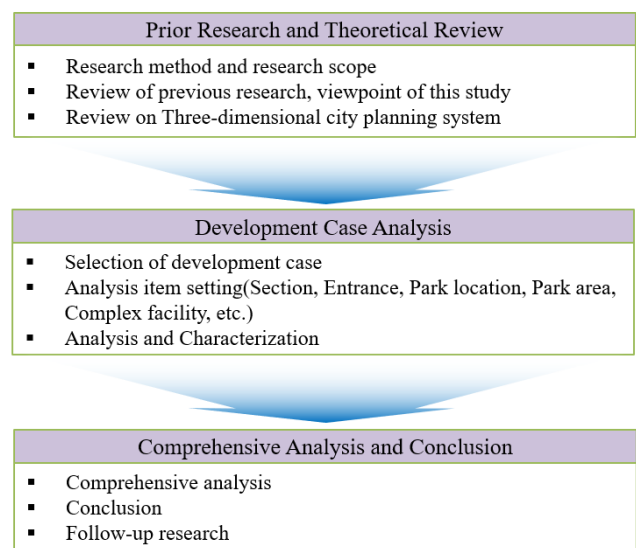 Prior Research and Theoretical Review
▪ Research method and research scope
▪ Review of previous research, viewpoint of this study
▪ Review on Three-dimensional city planning system
Development Case Analysis
▪ Selection of development case
▪ Analysis item setting(Section, Entrance, Park location, Park area,
Complex facility, etc.)
▪ Analysis and Characterization
Comprehensive Analysis and Conclusion
▪ Comprehensive analysis
▪ Conclusion
▪ Follow-up research